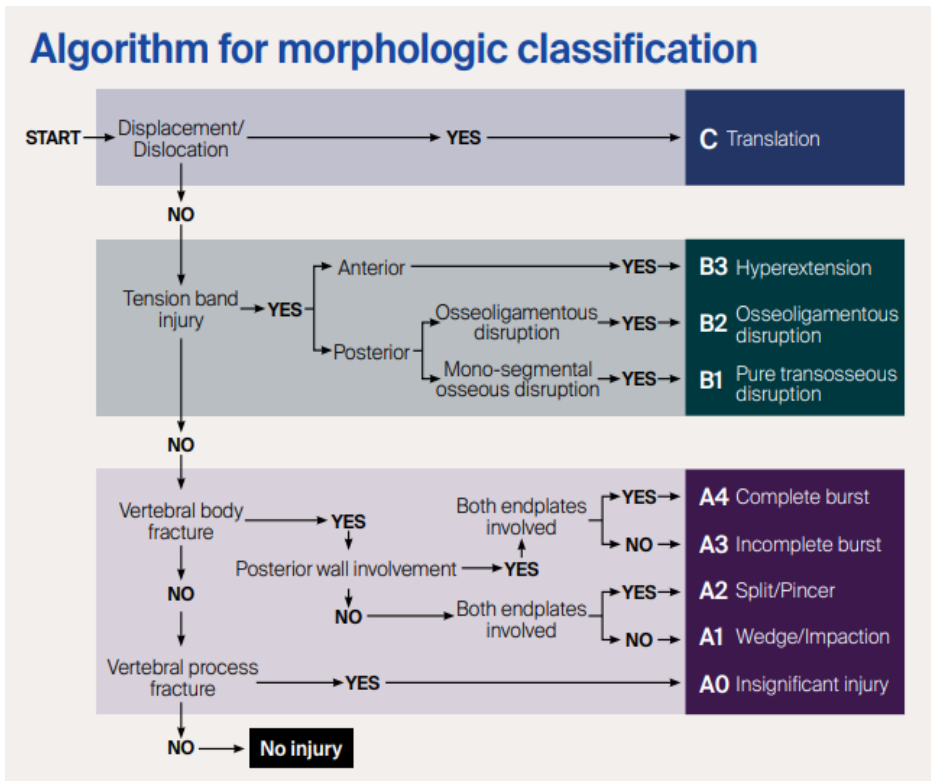 Algorithm for morphologic classification
START
Displacement/
Dislocation
YES
C Translation
NO
Tension band
injury
YES
Anterior
YES
B3 Hyperextension
Posterior
Osseoligamentous
disruption
YES
B2 Osseoligamentous
disruption
Mono-segmental
osseous disruption
YES
B1 Pure transosseous
disruption
NO
Vertebral body
fracture
YES
Posterior wall involvement
YES
Both endplates
involved
YES
A4 Complete burst
NO
A3 Incomplete burst
NO
Both endplates
involved
YES
A2 Split/Pincer
NO
A1 Wedge/Impaction
NO
Vertebral process
fracture
YES
A0 Insignificant injury
NO
No injury